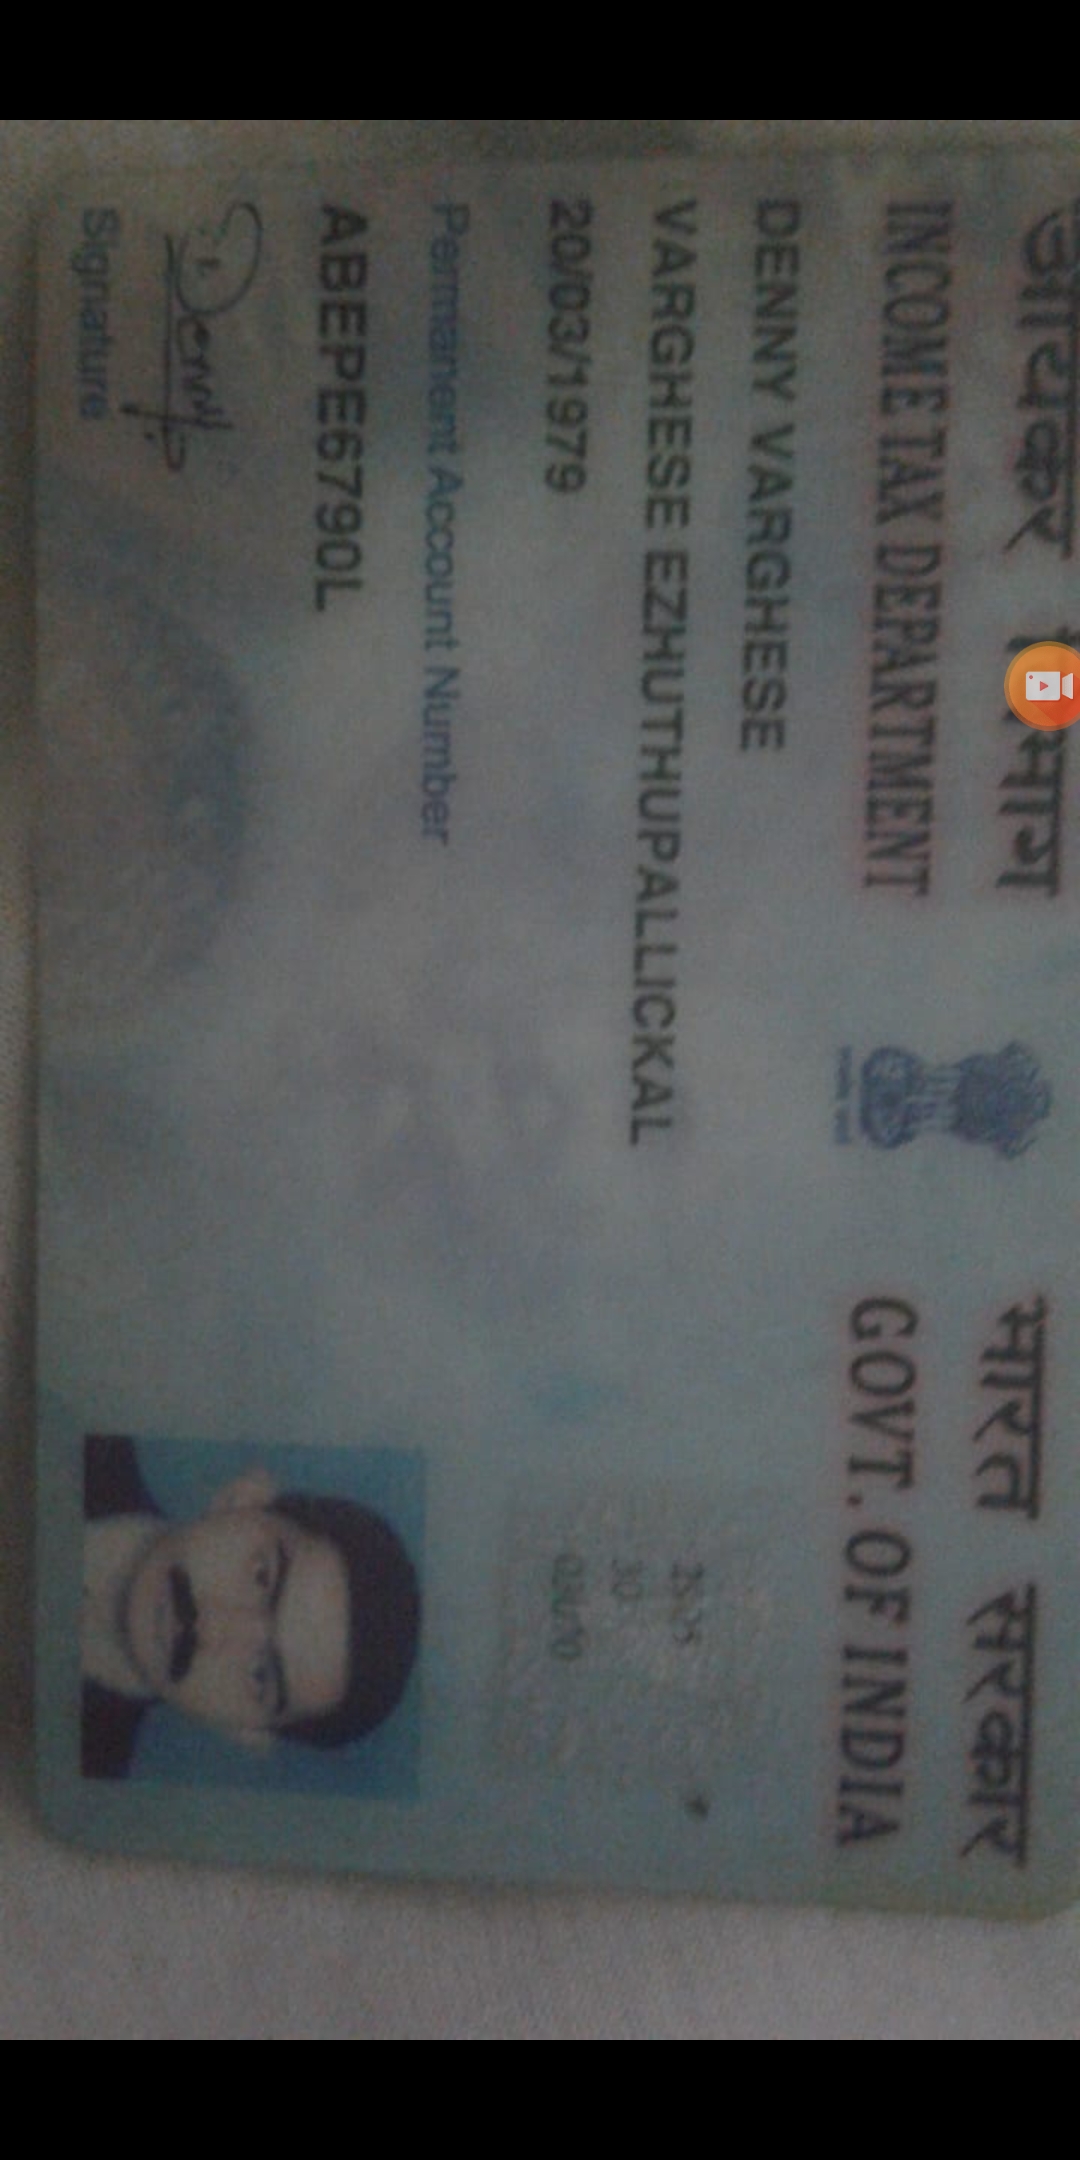 आयकर विभाग
INCOME TAX DEPARTMENT
भारत सरकार
GOVT. OF INDIA
DENNY VARGHESE
VARGHESE EZHUTHUPALLICKAL
20/03/1979
Permanent Account Number
ABEPE6790L
Denny
Signature